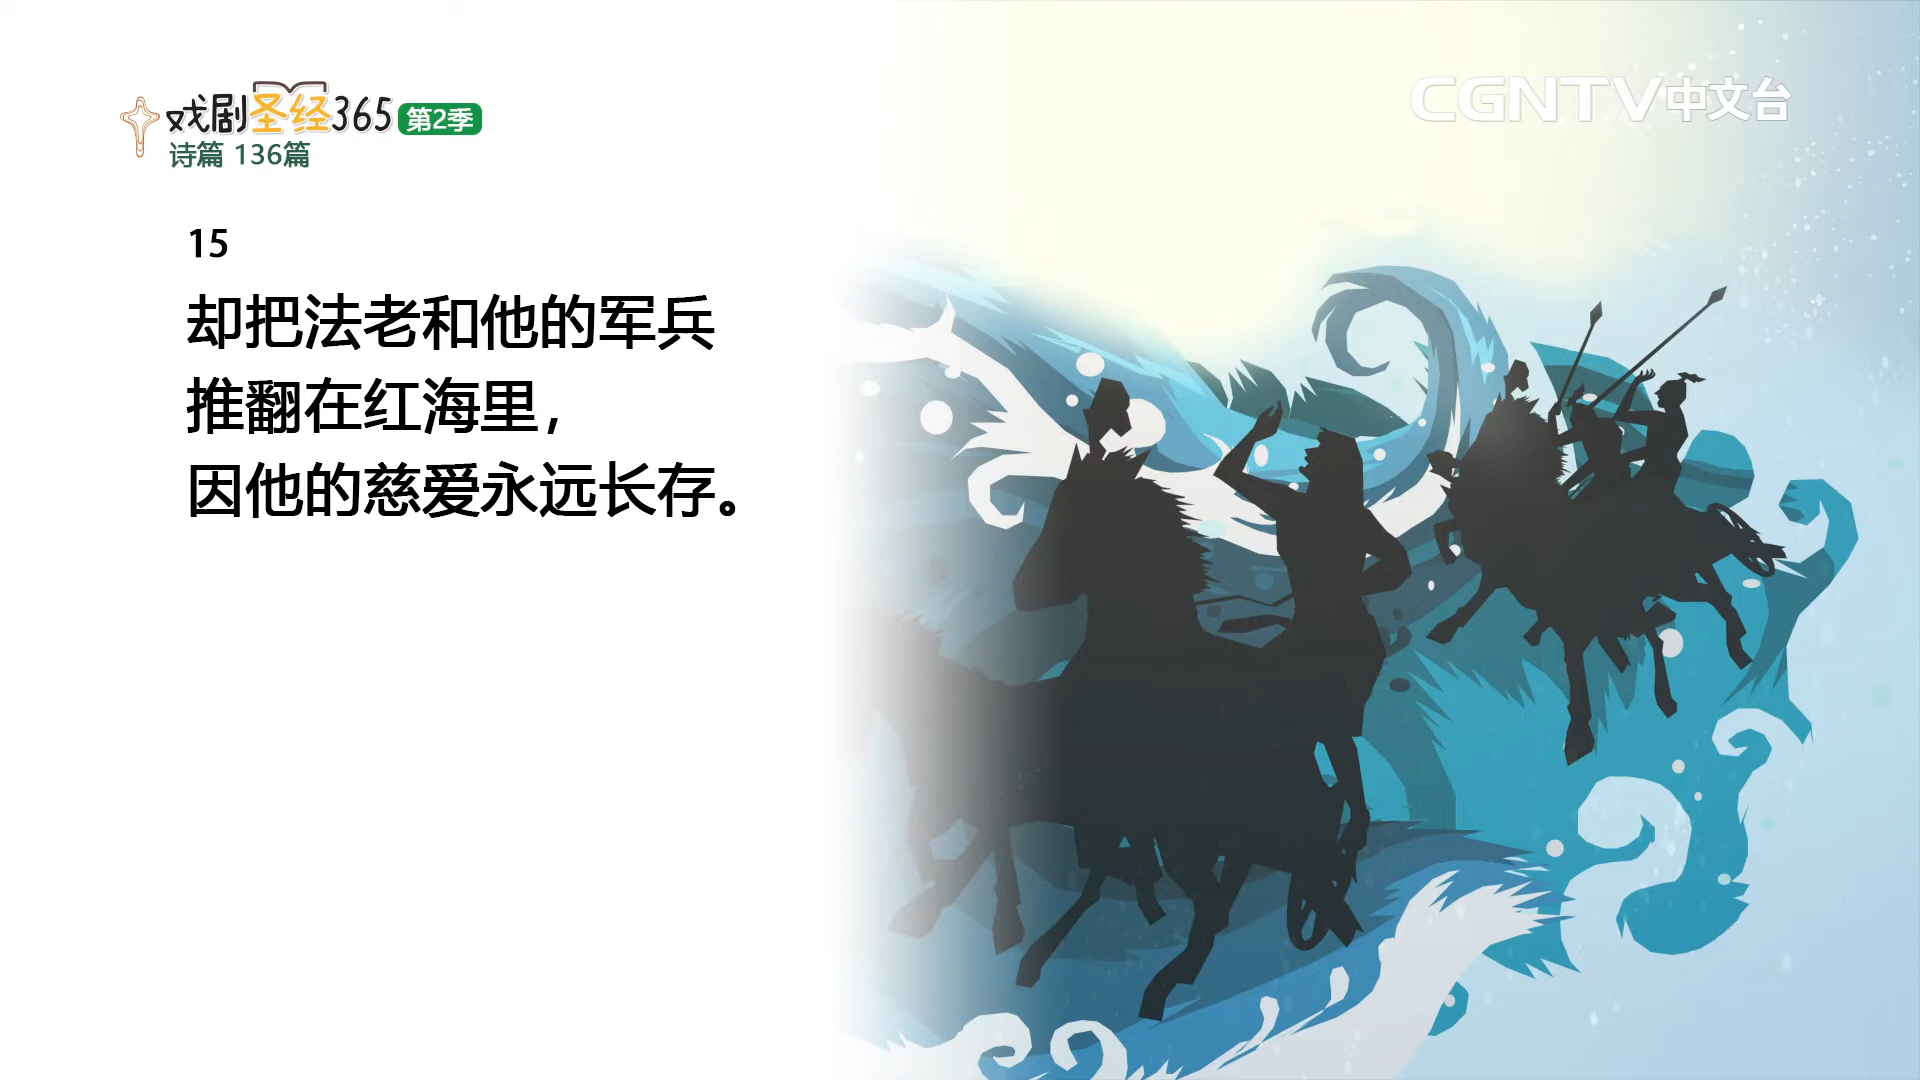 戏剧圣经365 第2季
诗篇 136篇
CGNTV中文台
15
却把法老和他的军兵
推翻在红海里，
因他的慈爱永远长存。